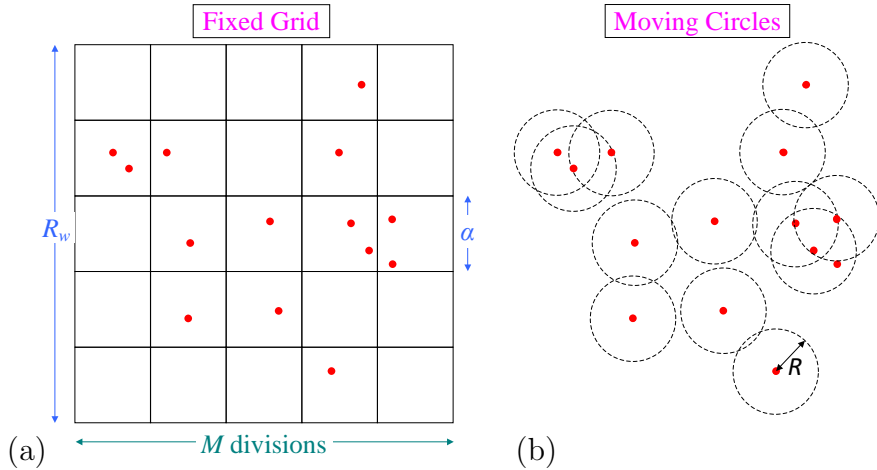 Fixed Grid
R_w
α
M divisions
(a)
Moving Circles
R
(b)